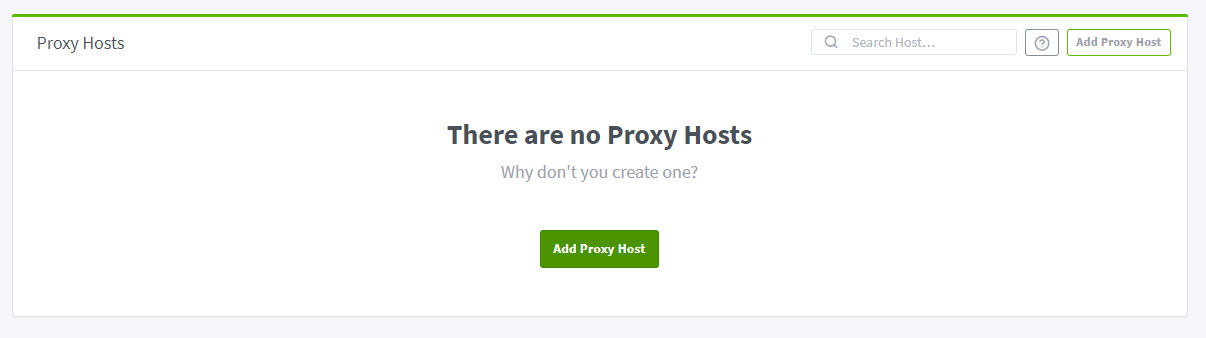 Proxy Hosts
Search Host…
Add Proxy Host
There are no Proxy Hosts
Why don't you create one?
Add Proxy Host